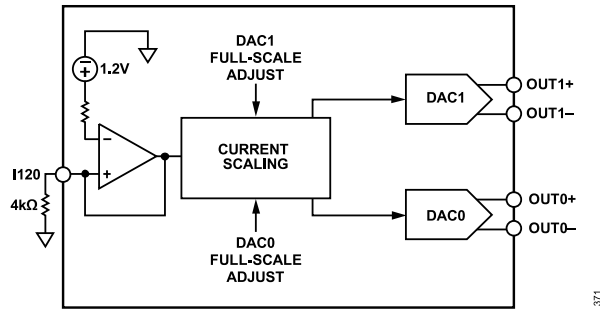 DAC1
FULL-SCALE
ADJUST
1.2V
−
+
DAC1
OUT1+
OUT1–
CURRENT
SCALING
I120
4kΩ
−
+
DAC0
OUT0+
OUT0–
DAC0
FULL-SCALE
ADJUST
371